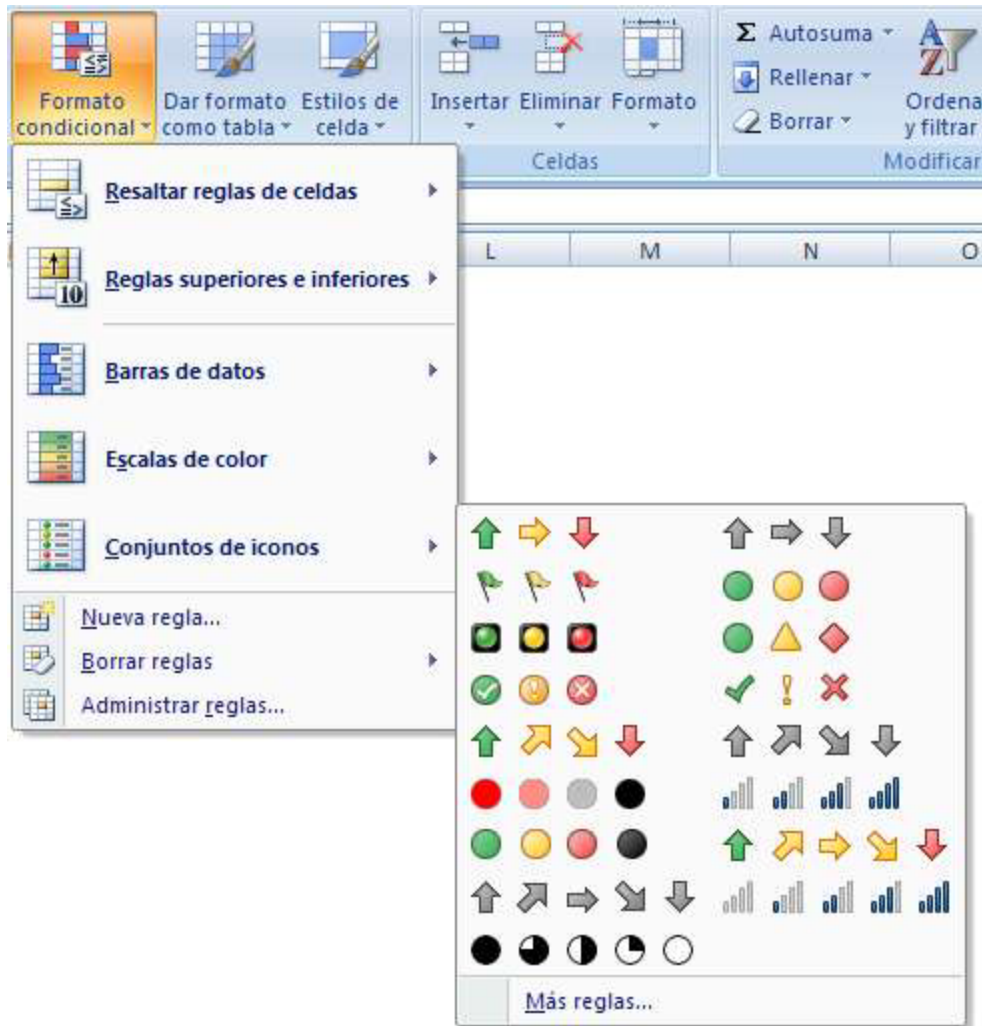 Formato condicional
Dar formato como tabla
Estilos de celda
Insertar
Eliminar
Formato
Celdas
Σ Autosuma
Rellenar
Borrar
A
Z
Ordena
y filtrar
Modificar
L M N O
Resaltar reglas de celdas
Reglas superiores e inferiores
10
Barras de datos
Escalas de color
Conjuntos de iconos
Nueva regla...
Borrar reglas
Administrar reglas...
Más reglas...